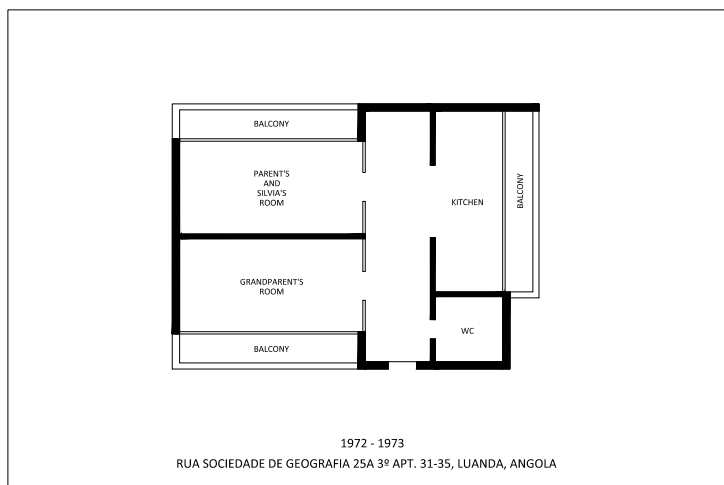 BALCONY
PARENT'S
AND
SILVIA'S
ROOM
KITCHEN
BALCONY
GRANDPARENT'S
ROOM
WC
BALCONY
1972 - 1973
RUA SOCIEDADE DE GEOGRAFIA 25A 3º APT. 31-35, LUANDA, ANGOLA